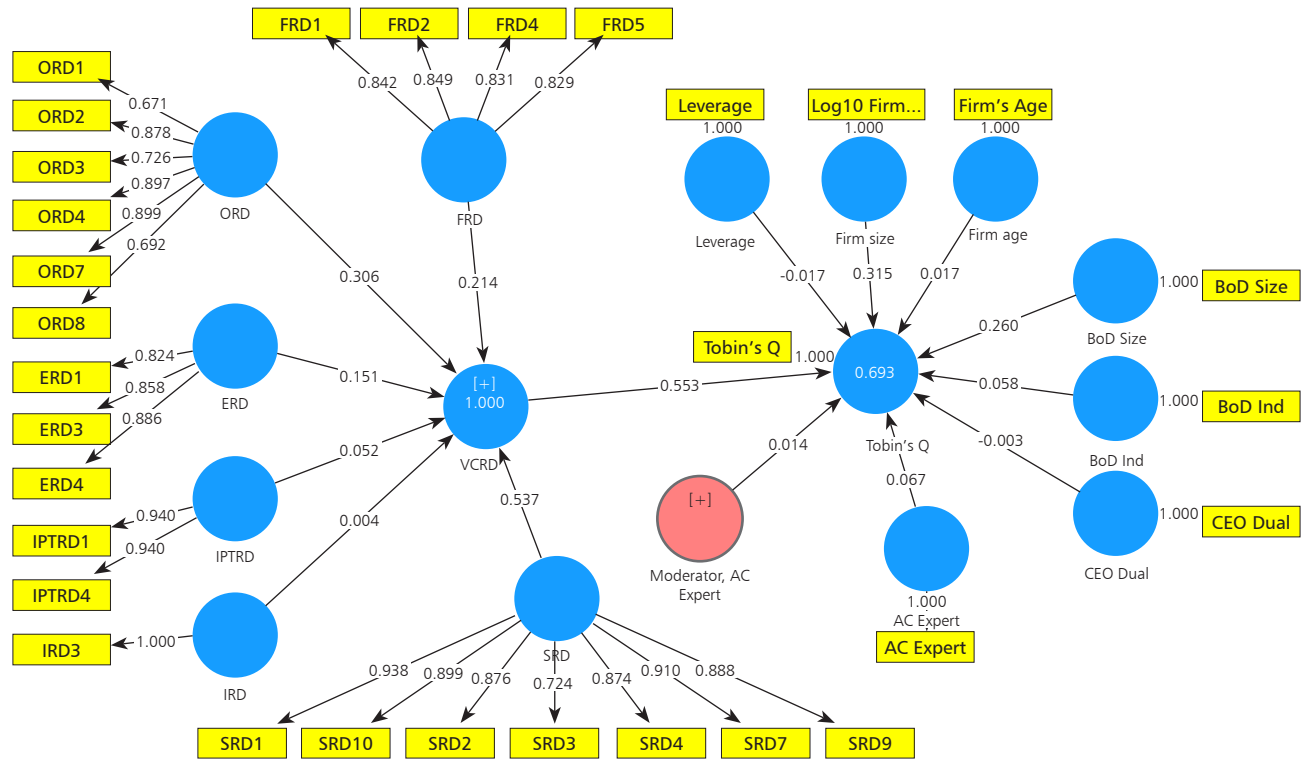 FRD1
FRD2
FRD4
FRD5
0.842
0.849
0.831
0.829
FRD
0.214
ORD1
ORD2
ORD3
ORD4
ORD7
ORD8
0.671
0.878
0.726
0.897
0.899
0.692
ORD
0.306
ERD1
ERD3
ERD4
0.824
0.858
0.886
ERD
0.151
IPTRD1
IPTRD4
0.940
0.940
IPTRD
0.052
IRD3
1.000
IRD
0.004
[+]
1.000
VCRD
0.537
SRD
0.938
0.899
0.876
0.724
0.874
0.910
0.888
SRD1
SRD10
SRD2
SRD3
SRD4
SRD7
SRD9
0.553
Leverage
1.000
Leverage
-0.017
Log10 Firm...
1.000
Firm size
0.315
Firm's Age
1.000
Firm age
0.017
Tobin's Q
1.000
0.693
Tobin's Q
BoD Size
1.000
BoD Size
0.260
BoD Ind
1.000
BoD Ind
0.058
CEO Dual
1.000
CEO Dual
-0.003
0.067
1.000
AC Expert
AC Expert
0.014
[+]
Moderator, AC
Expert